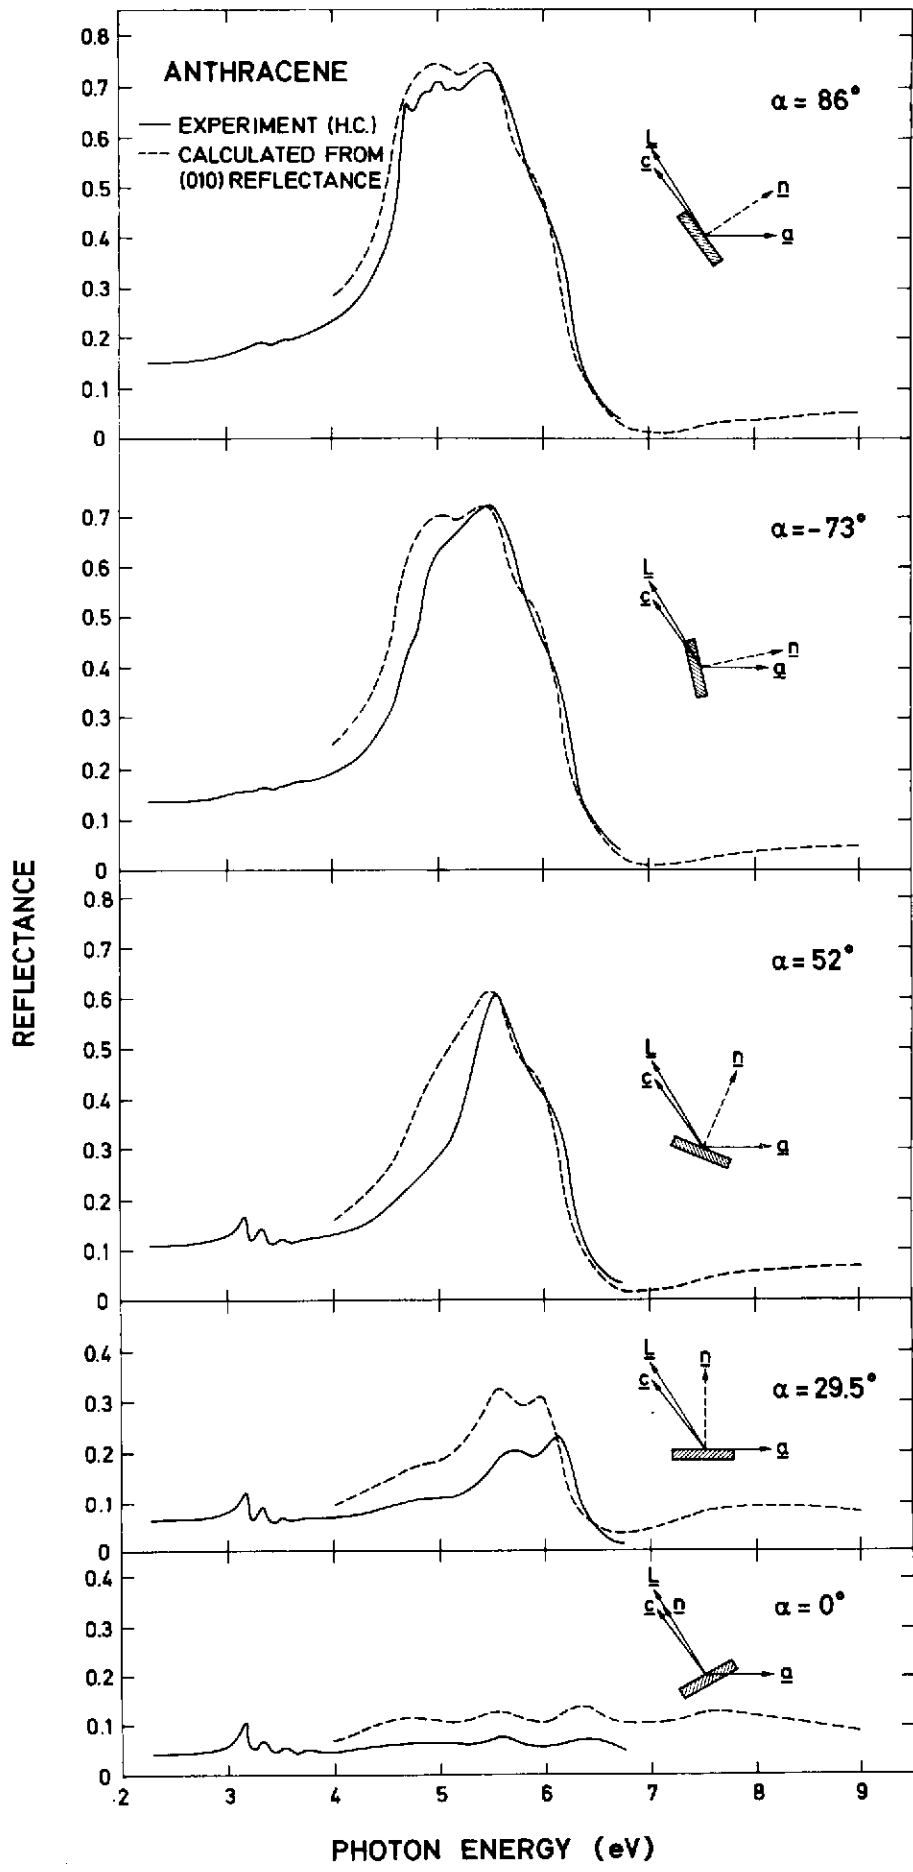 0.8
0.7
0.6
0.5
0.4
0.3
0.2
0.1
0
ANTHRACENE
EXPERIMENT (H.C.)
CALCULATED FROM
(010) REFLECTANCE
α = 86°
L
c
n
a
0.7
0.6
0.5
0.4
0.3
0.2
0.1
0
α = -73°
L
c
n
a
REFLECTANCE
0.8
0.7
0.6
0.5
0.4
0.3
0.2
0.1
0
α = 52°
L
c
n
a
0.4
0.3
0.2
0.1
0
α = 29.5°
L
c
n
a
0.4
0.3
0.2
0.1
0
α = 0°
L
c n
a
2 3 4 5 6 7 8 9
PHOTON ENERGY (eV)